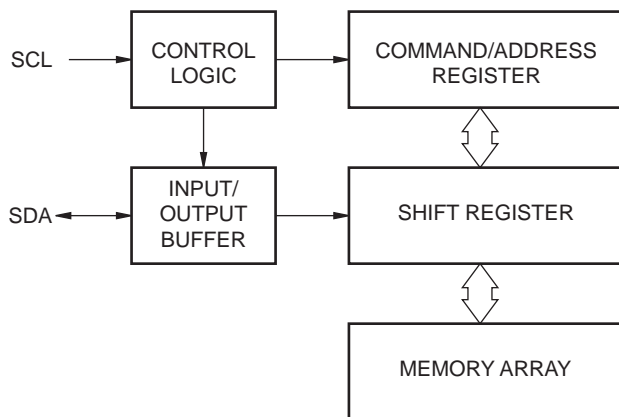 SCL
CONTROL
LOGIC
COMMAND/ADDRESS
REGISTER
SDA
INPUT/
OUTPUT
BUFFER
SHIFT REGISTER
MEMORY ARRAY